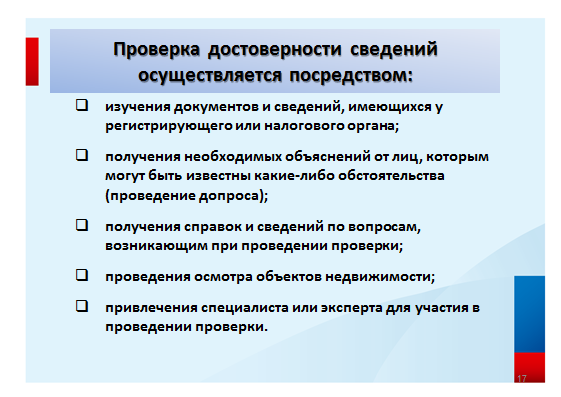 Проверка достоверности сведений
осуществляется посредством:
изучения документов и сведений, имеющихся у
регистрирующего или налогового органа;
получения необходимых объяснений от лиц, которым
могут быть известны какие-либо обстоятельства
(проведение допроса);
получения справок и сведений по вопросам,
возникающим при проведении проверки;
проведения осмотра объектов недвижимости;
привлечения специалиста или эксперта для участия в
проведении проверки.
17